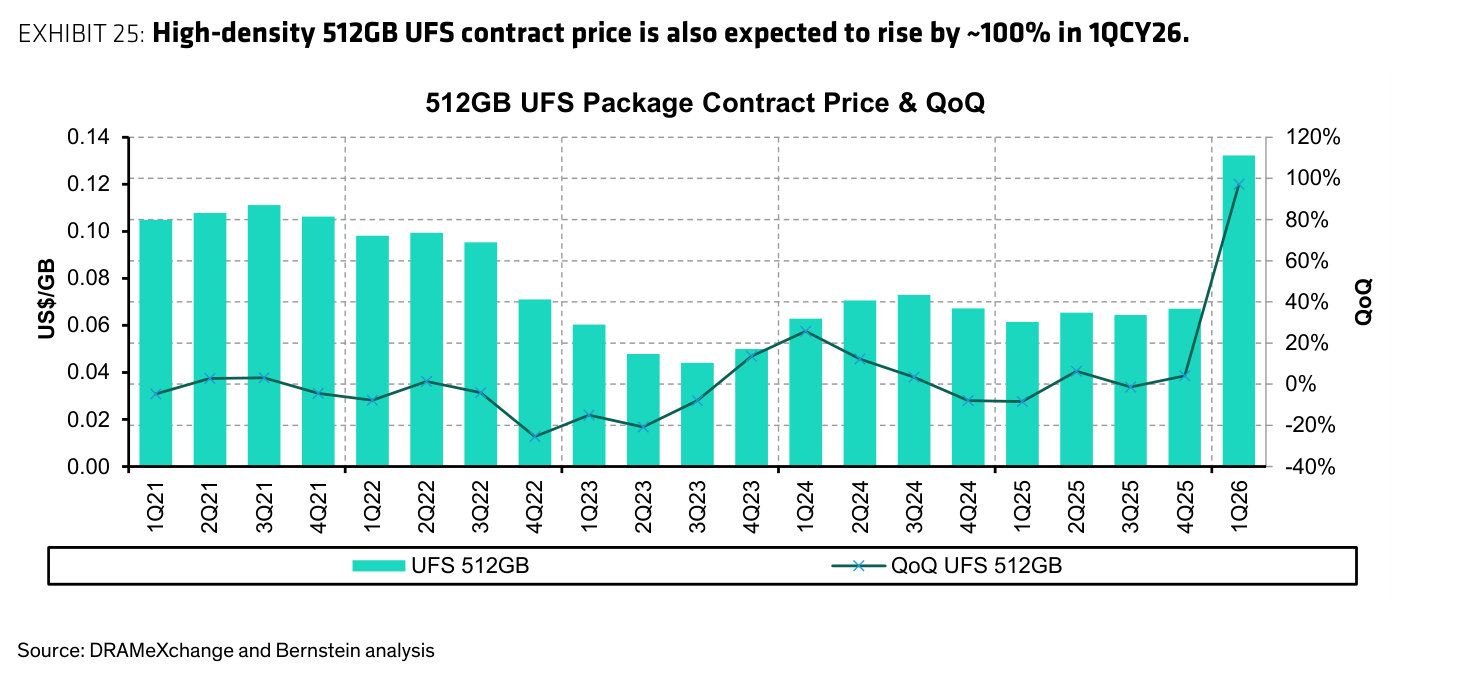 EXHIBIT 25: High-density 512GB UFS contract price is also expected to rise by ~100% in 1QCY26.
512GB UFS Package Contract Price & QoQ
US$/GB
0.14
0.12
0.10
0.08
0.06
0.04
0.02
0.00
120%
100%
80%
60%
40%
20%
0%
-20%
-40%
QoQ
1Q21 2Q21 3Q21 4Q21 1Q22 2Q22 3Q22 4Q22 1Q23 2Q23 3Q23 4Q23 1Q24 2Q24 3Q24 4Q24 1Q25 2Q25 3Q25 4Q25 1Q26
UFS 512GB QoQ UFS 512GB
Source: DRAMeXchange and Bernstein analysis